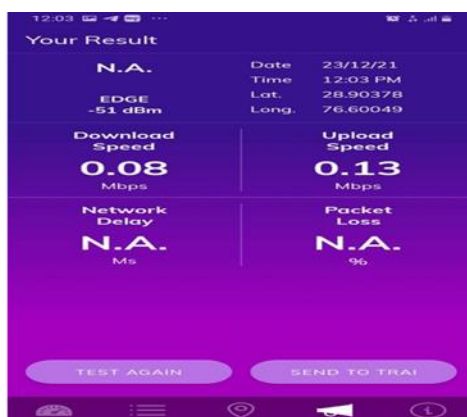 12:03
Your Result
N.A.
EDGE
-51 dBm
Date 23/12/21
Time 12:03 PM
Lat. 28.90378
Long. 76.60049
Download
Speed
0.08
Mbps
Upload
Speed
0.13
Mbps
Network
Delay
N.A.
Ms
Packet
Loss
N.A.
%
TEST AGAIN
SEND TO TRAI